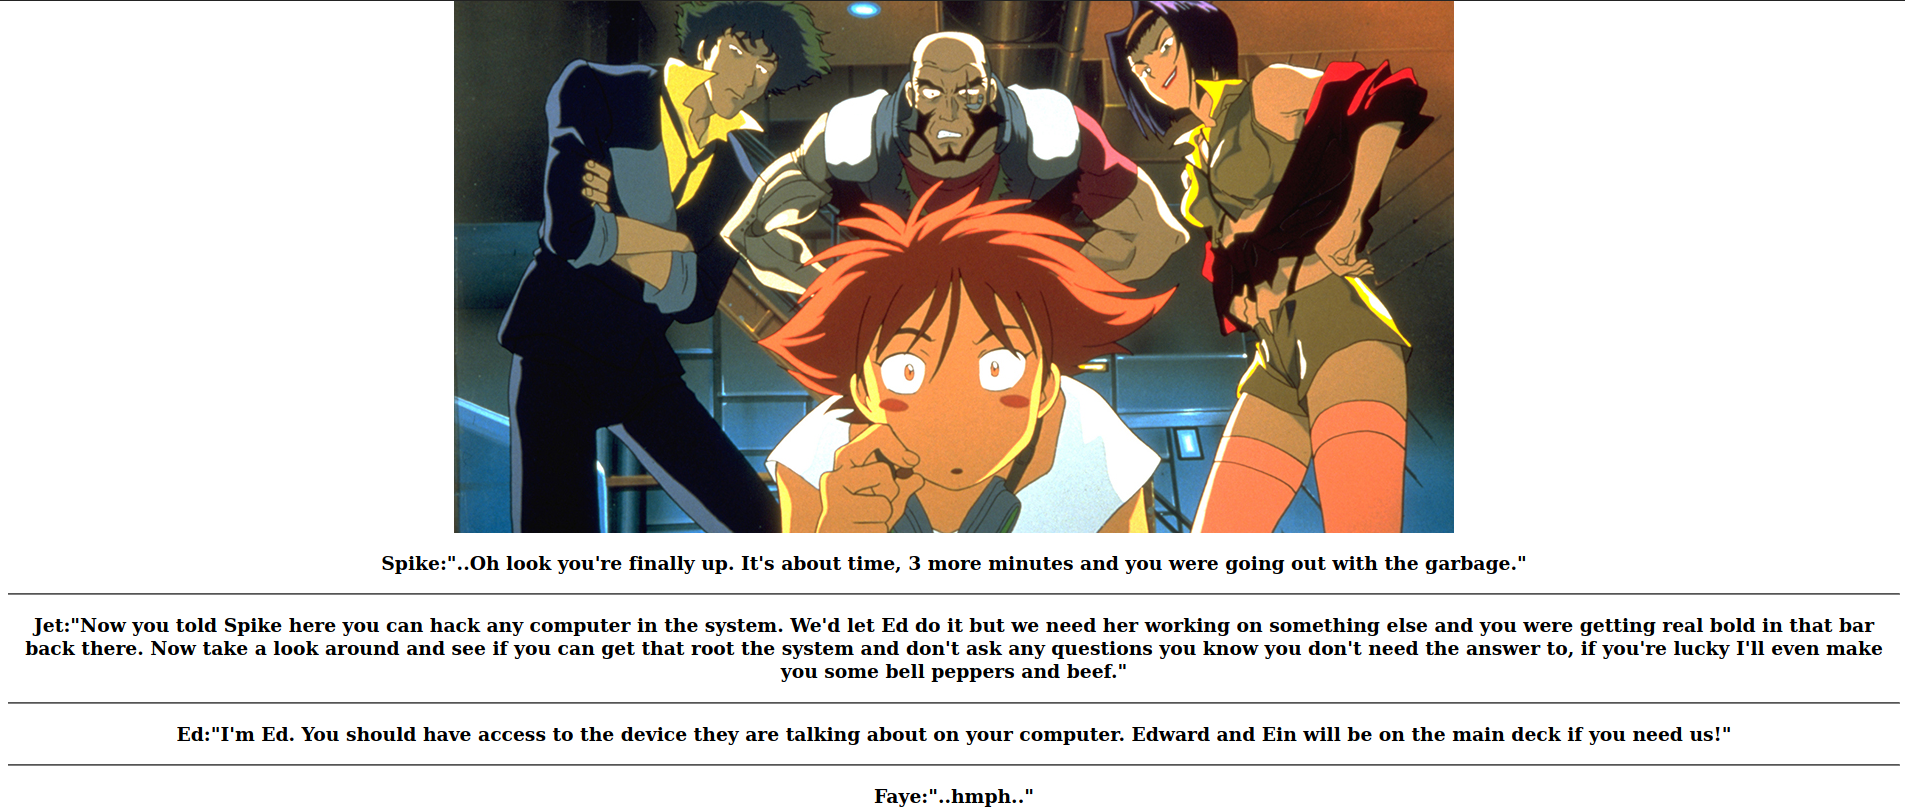 Spike:"..Oh look you're finally up. It's about time, 3 more minutes and you were going out with the garbage."
Jet:"Now you told Spike here you can hack any computer in the system. We'd let Ed do it but we need her working on something else and you were getting real bold in that bar
back there. Now take a look around and see if you can get that root the system and don't ask any questions you know you don't need the answer to, if you're lucky I'll even make
you some bell peppers and beef."
Ed:"I'm Ed. You should have access to the device they are talking about on your computer. Edward and Ein will be on the main deck if you need us!"
Faye:"..hmph.."